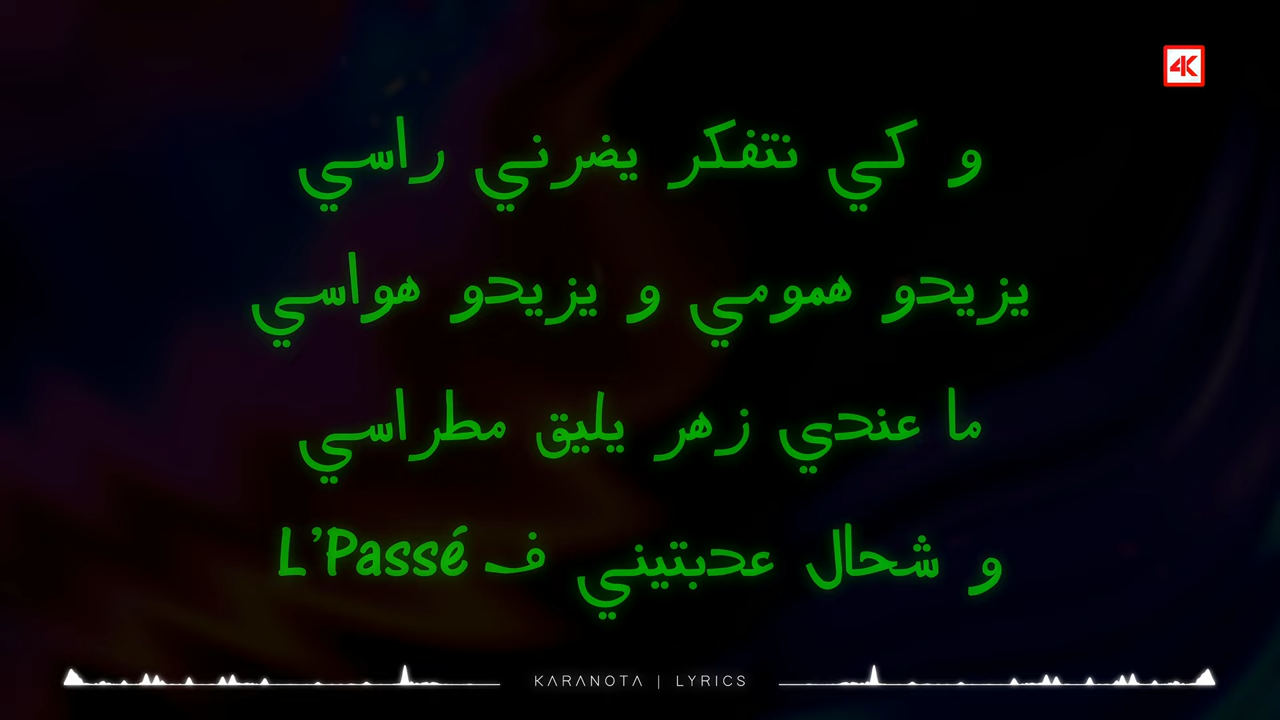 4K
و كي نتفكر يضرني راسي
يزيدو همومي و يزيدو هواسي
ما عندي زهر يليق مطراسي
و شحال عدبتيني ف L'Passé
KARANOTA | LYRICS